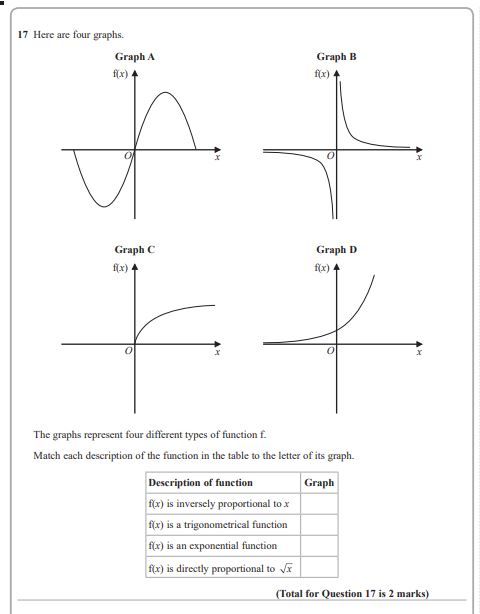 17 Here are four graphs.
Graph A Graph B
f(x) f(x)
O x O x
Graph C Graph D
f(x) f(x)
O x O x
The graphs represent four different types of function f.
Match each description of the function in the table to the letter of its graph.
Description of function Graph
f(x) is inversely proportional to x
f(x) is a trigonometrical function
f(x) is an exponential function
f(x) is directly proportional to √x
(Total for Question 17 is 2 marks)